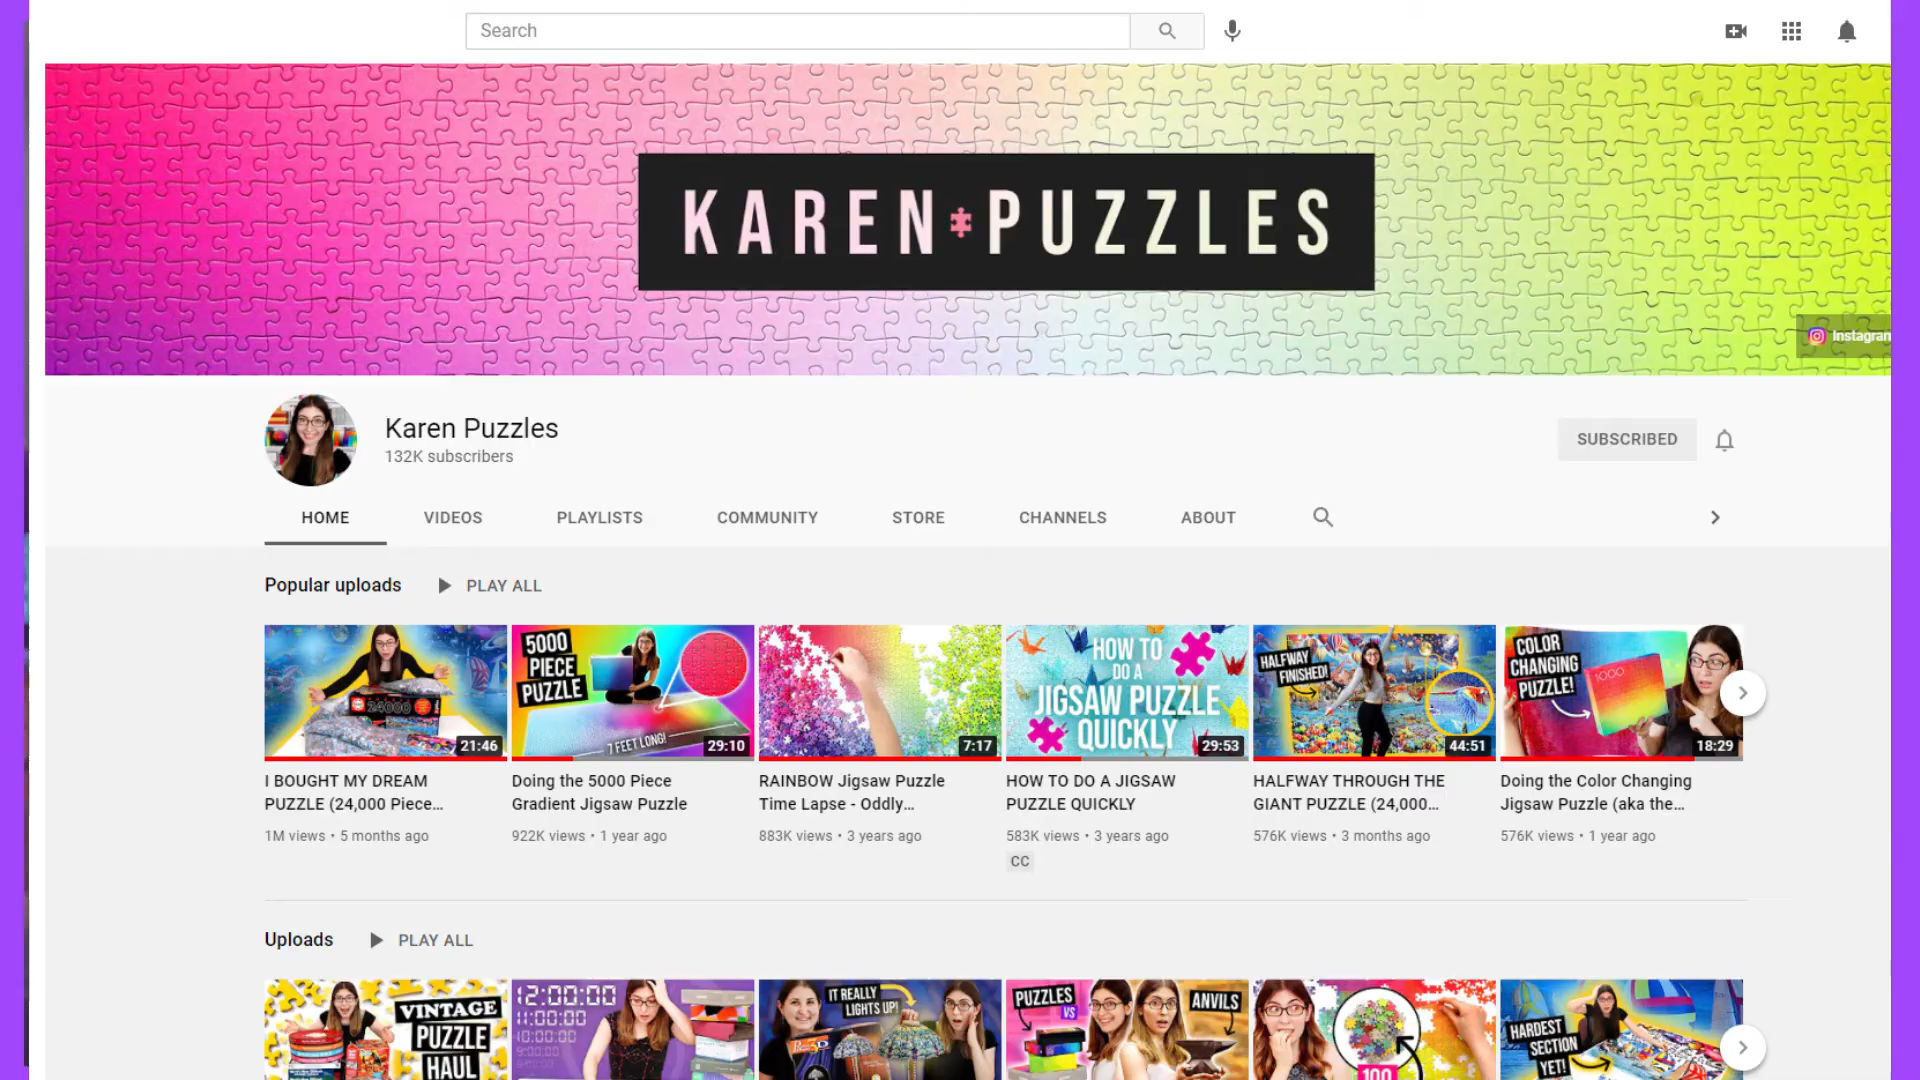 Search
KAREN PUZZLES
Instagram
Karen Puzzles
132K subscribers
SUBSCRIBED
HOME VIDEOS PLAYLISTS COMMUNITY STORE CHANNELS ABOUT
Popular uploads PLAY ALL
24000
21:46
5000
PIECE
PUZZLE
7 FEET LONG!
29:10
7:17
HOW TO
DO A
JIGSAW PUZZLE
QUICKLY
29:53
HALFWAY
FINISHED!
44:51
COLOR
CHANGING
PUZZLE!
1000
18:29
I BOUGHT MY DREAM
PUZZLE (24,000 Piece…
1M views • 5 months ago
Doing the 5000 Piece
Gradient Jigsaw Puzzle
922K views • 1 year ago
RAINBOW Jigsaw Puzzle
Time Lapse - Oddly…
883K views • 3 years ago
HOW TO DO A JIGSAW
PUZZLE QUICKLY
583K views • 3 years ago
CC
HALFWAY THROUGH THE
GIANT PUZZLE (24,000…
576K views • 3 months ago
Doing the Color Changing
Jigsaw Puzzle (aka the…
576K views • 1 year ago
Uploads PLAY ALL
VINTAGE
PUZZLE
HAUL
12:00:00
11:00:00
10:00:00
9:00:00
IT REALLY
LIGHTS UP!
Puzz 3D
PUZZLES
VS
ANVILS
100
HARDEST
SECTION
YET!